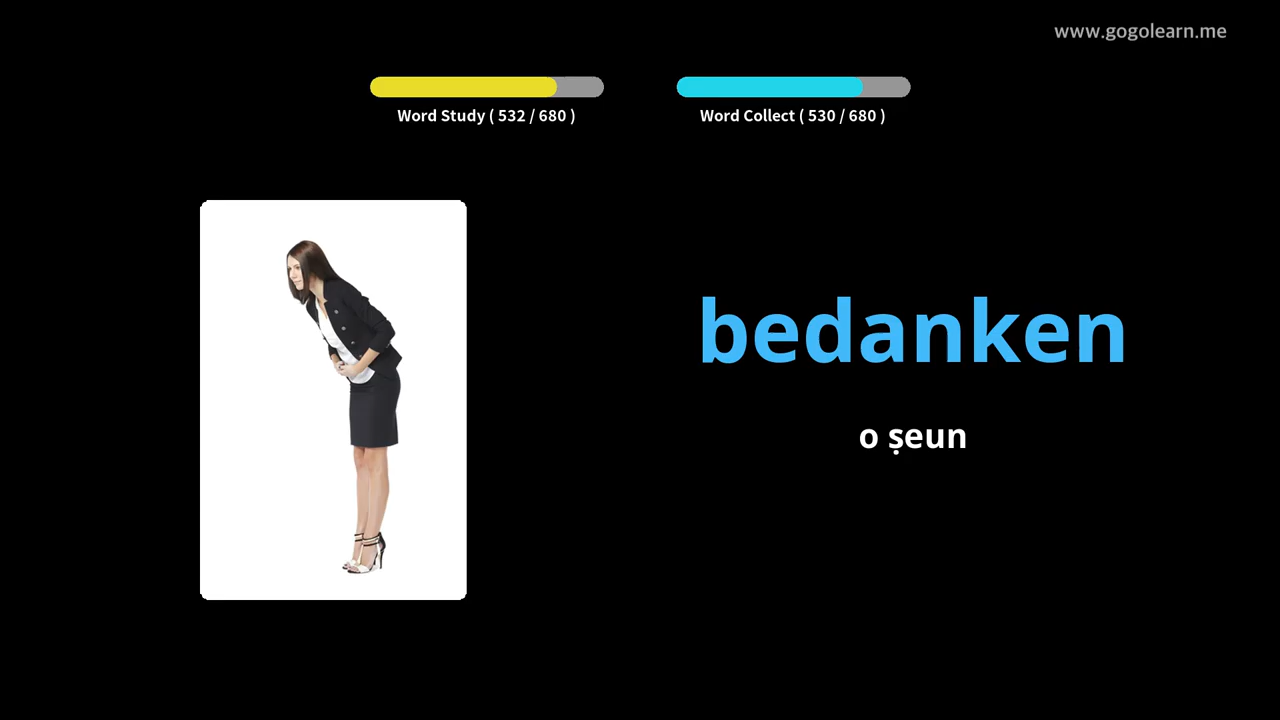 www.gogolearn.me
Word Study ( 532 / 680 )
Word Collect ( 530 / 680 )
bedanken
o ṣeun